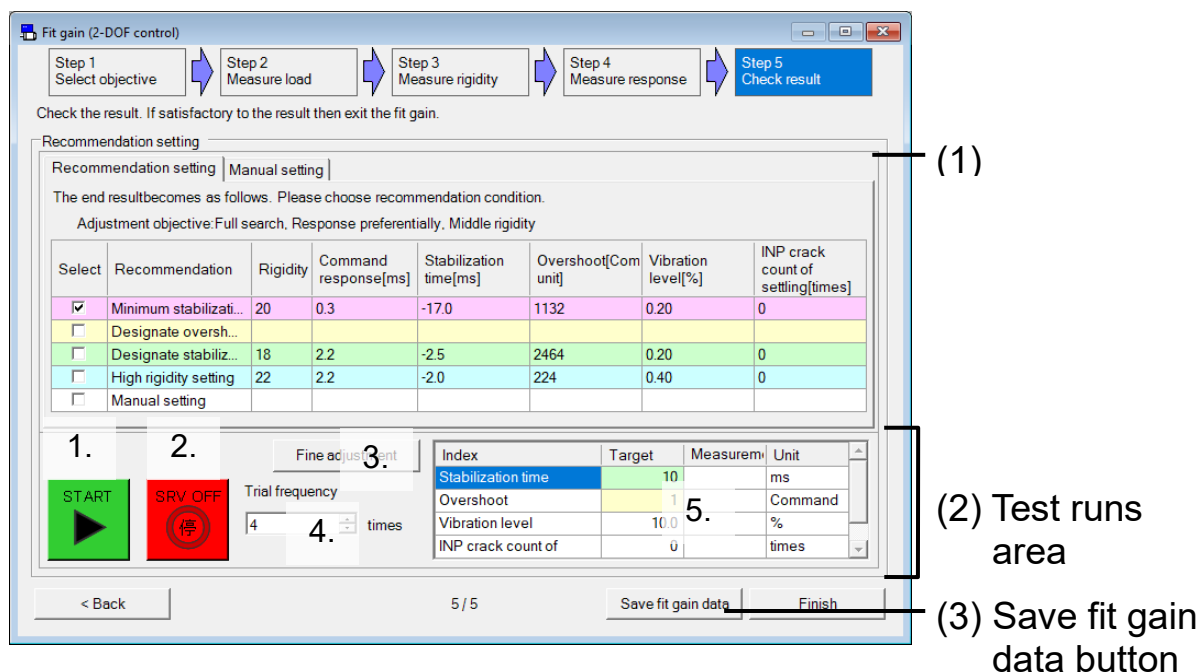 Fit gain (2-DOF control)
Step 1
Select objective
Step 2
Measure load
Step 3
Measure rigidity
Step 4
Measure response
Step 5
Check result
Check the result. If satisfactory to the result then exit the fit gain.
Recommendation setting
(1)
Recommendation setting Manual setting
The end resultbecomes as follows. Please choose recommendation condition.
Adjustment objective:Full search, Response preferentially, Middle rigidity
Select Recommendation Rigidity Command response[ms] Stabilization time[ms] Overshoot[Com unit] Vibration level[%] INP crack count of settling[times]
Minimum stabilizati... 20 0.3 -17.0 1132 0.20 0
Designate oversh...
Designate stabiliz... 18 2.2 -2.5 2464 0.20 0
High rigidity setting 22 2.2 -2.0 224 0.40 0
Manual setting
1. 2. Fine adjustment 3.
START SRV OFF 停
Trial frequency
4 4. times
Index Target Measurem Unit
Stabilization time 10 ms
Overshoot 1 Command
5.
Vibration level 10.0 %
INP crack count of 0 times
(2) Test runs
area
< Back 5 / 5 Save fit gain data Finish
(3) Save fit gain
data button